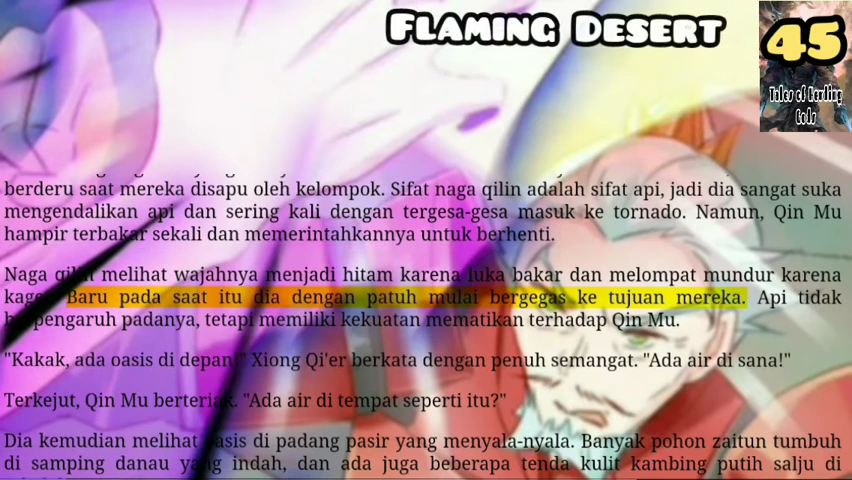 FLAMING DESERT
45
Tales of Herding
Gods
berderu saat mereka disapu oleh kelompok. Sifat naga qilin adalah sifat api, jadi dia sangat suka
mengendalikan api dan sering kali dengan tergesa-gesa masuk ke tornado. Namun, Qin Mu
hampir terbakar sekali dan memerintahkannya untuk berhenti.
Naga qilin melihat wajahnya menjadi hitam karena luka bakar dan melompat mundur karena
Baru pada saat itu dia dengan patuh mulai bergegas ke tujuan mereka. Api tidak
berpengaruh padanya, tetapi memiliki kekuatan mematikan terhadap Qin Mu.
"Kakak, ada oasis di depan!" Xiong Qi'er berkata dengan penuh semangat. "Ada air di sana!"
Terkejut, Qin Mu berteriak. "Ada air di tempat seperti itu?"
Dia kemudian melihat oasis di padang pasir yang menyala-nyala. Banyak pohon zaitun tumbuh
di samping danau yang indah, dan ada juga beberapa tenda kulit kambing putih salju di